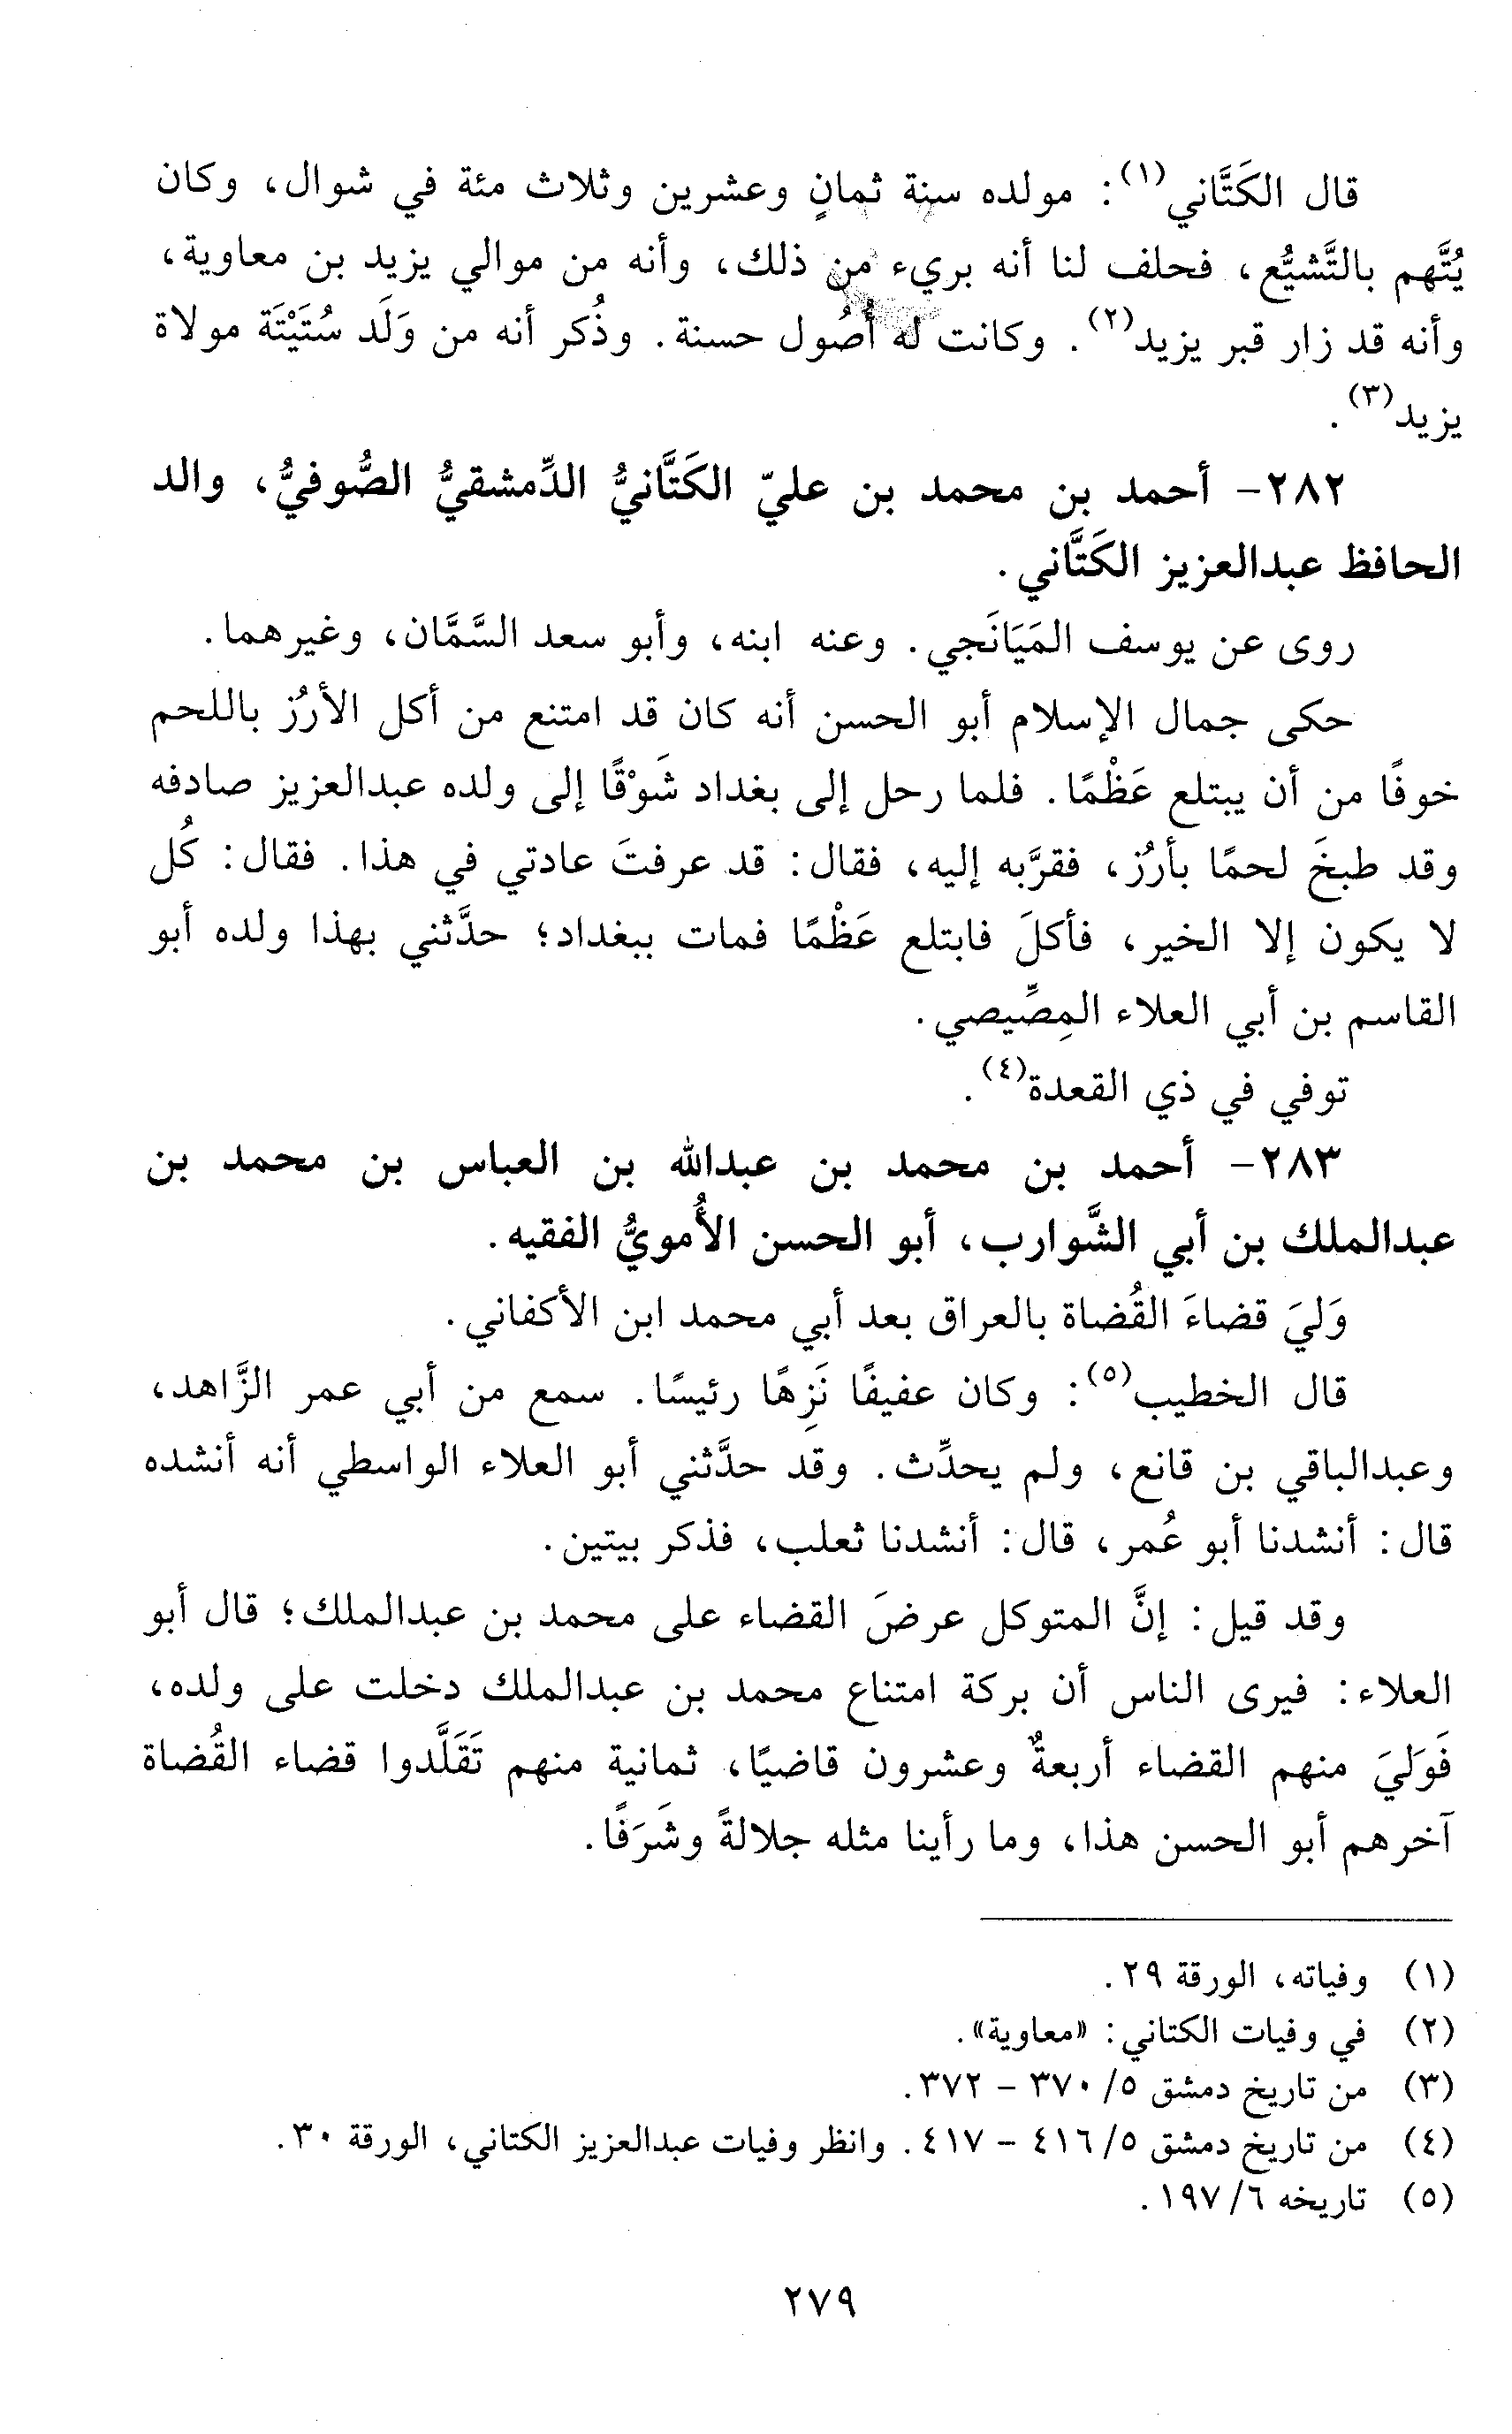 قال الكَتَّاني(١): مولده سنة ثمانٍ وعشرين وثلاث مئة في شوال، وكان
يُتَّهم بالتَّشيُّع، فحلف لنا أنه بريء من ذلك، وأنه من موالي يزيد بن معاوية،
وأنه قد زار قبر يزيد(٢). وكانت له أُصُول حسنة. وذُكر أنه من وَلَد سُتَيْتَة مولاة
يزيد(٣).
٢٨٢- أحمد بن محمد بن عليّ الكَتَّانيُّ الدِّمشقيُّ الصُّوفيُّ، والد
الحافظ عبدالعزيز الكَتَّاني.
روى عن يوسف المَيَانَجي. وعنه ابنه، وأبو سعد السَّمَّان، وغيرهما.
حكى جمال الإسلام أبو الحسن أنه كان قد امتنع من أكل الأرُز باللحم
خوفًا من أن يبتلع عَظْمًا. فلما رحل إلى بغداد شَوْقًا إلى ولده عبدالعزيز صادفه
وقد طبخَ لحمًا بأرُز، فقرَّبه إليه، فقال: قد عرفتَ عادتي في هذا. فقال: كُل
لا يكون إلا الخير، فأكلَ فابتلع عَظْمًا فمات ببغداد؛ حدَّثني بهذا ولده أبو
القاسم بن أبي العلاء المِصِّيصي.
توفي في ذي القعدة(٤).
٢٨٣- أحمد بن محمد بن عبدالله بن العباس بن محمد بن
عبدالملك بن أبي الشَّوارب، أبو الحسن الأُمويُّ الفقيه.
وَليَ قضاءَ القُضاة بالعراق بعد أبي محمد ابن الأكفاني.
قال الخطيب(٥): وكان عفيفًا نَزِهًا رئيسًا. سمع من أبي عمر الزَّاهد،
وعبدالباقي بن قانع، ولم يحدِّث. وقد حدَّثني أبو العلاء الواسطي أنه أنشده
قال: أنشدنا أبو عُمر، قال: أنشدنا ثعلب، فذكر بيتين.
وقد قيل: إنَّ المتوكل عرضَ القضاء على محمد بن عبدالملك؛ قال أبو
العلاء: فيرى الناس أن بركة امتناع محمد بن عبدالملك دخلت على ولده،
فَوَليَ منهم القضاء أربعةٌ وعشرون قاضيًا، ثمانية منهم تَقَلَّدوا قضاء القُضاة
آخرهم أبو الحسن هذا، وما رأينا مثله جلالةً وشَرَفًا.
(١) وفياته، الورقة ٢٩.
(٢) في وفيات الكتاني: «معاوية».
(٣) من تاريخ دمشق ٥/ ٣٧٠ - ٣٧٢.
(٤) من تاريخ دمشق ٥/ ٤١٦ - ٤١٧. وانظر وفيات عبدالعزيز الكتاني، الورقة ٣٠.
(٥) تاريخه ٦/ ١٩٧.
٢٧٩